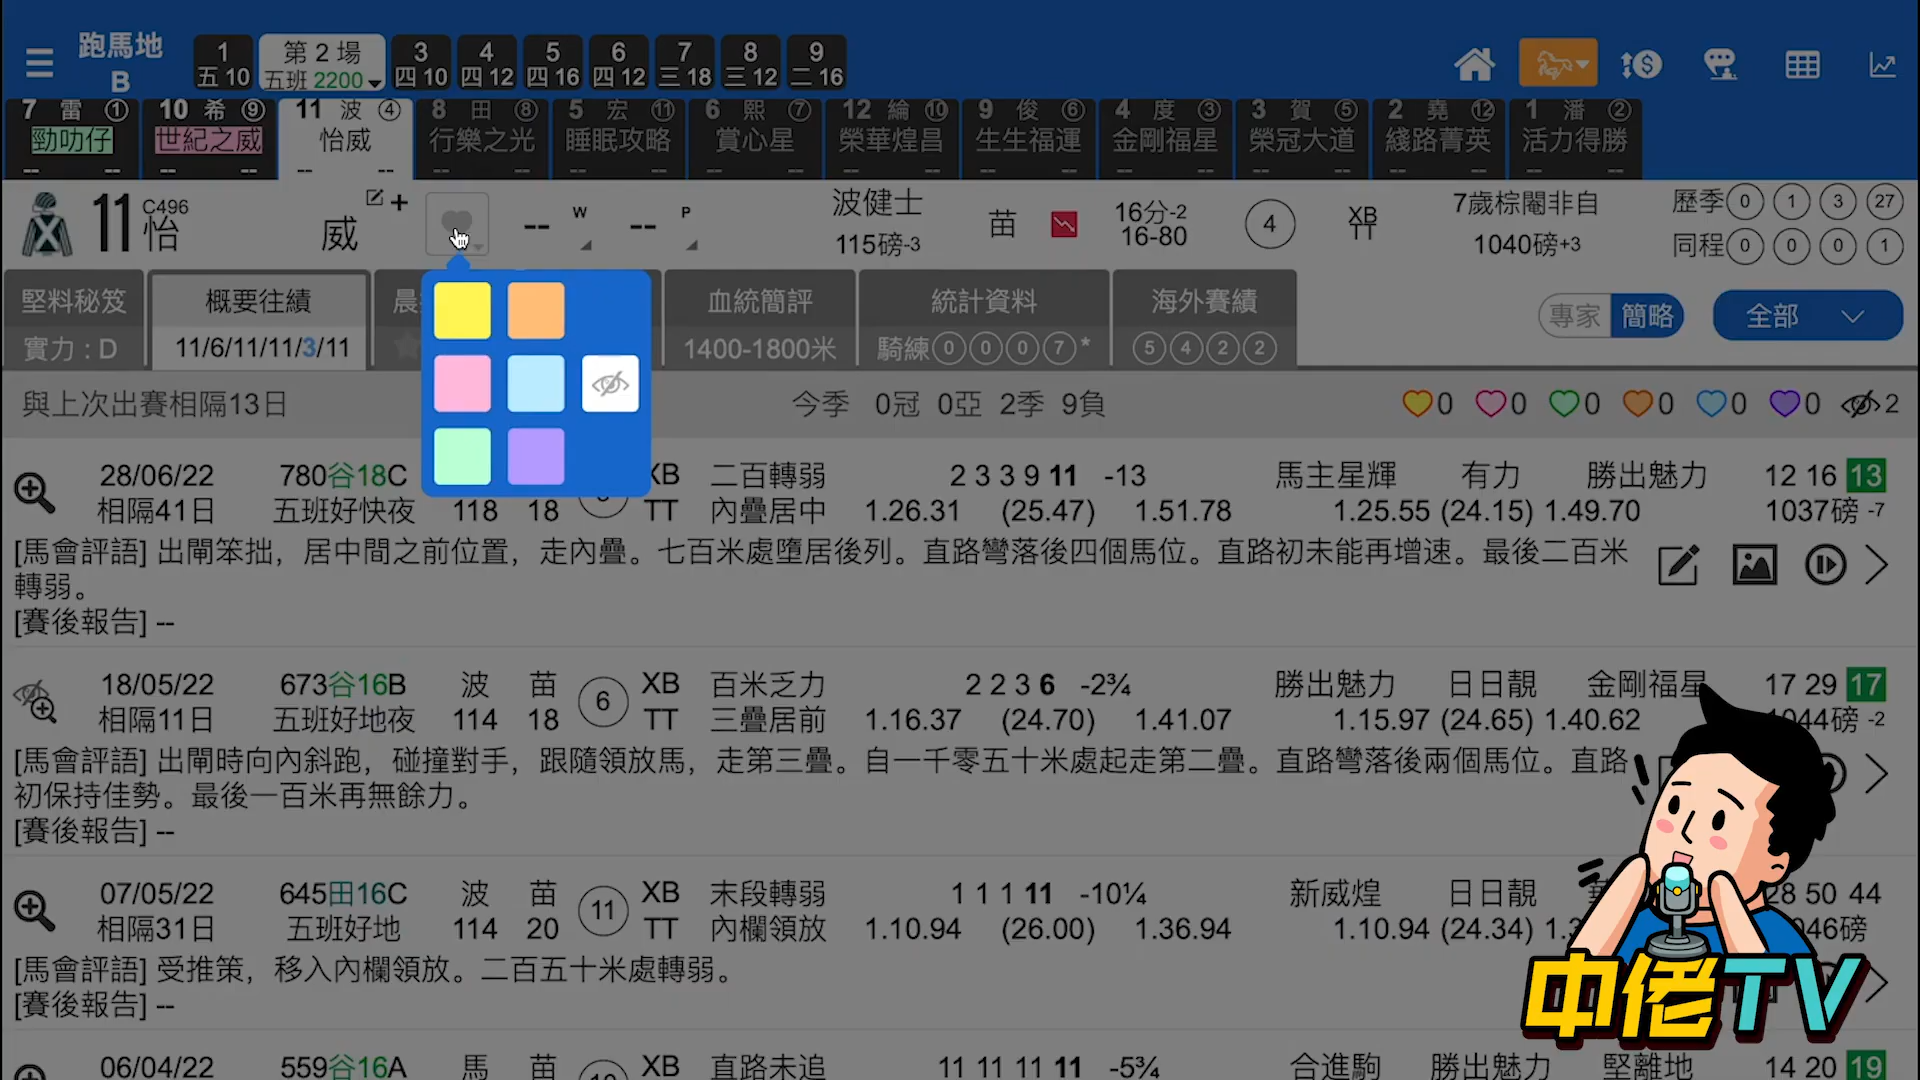 跑馬地
B
1
五 10
第 2 場
五班 2200
3
四 10
4
四 12
5
四 16
6
四 12
7
三 18
8
三 12
9
二 16
7 雷 ①
勁叻仔
-- --
10 希 ⑨
世紀之威
-- --
11 波 ④
怡威
-- --
8 田 ⑧
行樂之光
-- --
5 宏 ⑪
睡眠攻略
-- --
6 熙 ⑦
賞心星
-- --
12 綸 ⑩
榮華煌昌
-- --
9 俊 ⑥
生生福運
-- --
4 度 ③
金剛福星
-- --
3 賀 ⑤
榮冠大道
-- --
2 堯 ⑫
綫路菁英
-- --
1 潘 ②
活力得勝
-- --
11 C496
怡 威
-- W -- P
波健士
115磅-3
苗
16分-2
16-80
4
XB
TT
7歲棕閹非自
1040磅+3
歷季 0 1 3 27
同程 0 0 0 1
堅料秘笈
實力 : D
概要往績
11/6/11/11/3/11
晨
血統簡評
1400-1800米
統計資料
騎練 0 0 0 7 *
海外賽績
5 4 2 2
專家 簡略
全部
與上次出賽相隔13日 今季 0冠 0亞 2季 9負 0 0 0 0 0 0 2
28/06/22 780谷18C XB 二百轉弱 2 3 3 9 11 -13 馬主星輝 有力 勝出魅力 12 16 13
相隔41日 五班好快夜 118 18 TT 內疊居中 1.26.31 (25.47) 1.51.78 1.25.55 (24.15) 1.49.70 1037磅 -7
[馬會評語] 出閘笨拙，居中間之前位置，走內疊。七百米處墮居後列。直路彎落後四個馬位。直路初未能再增速。最後二百米
轉弱。
[賽後報告] --
18/05/22 673谷16B 波 苗 6 XB 百米乏力 2 2 3 6 -2¾ 勝出魅力 日日靚 金剛福星 17 29 17
相隔11日 五班好地夜 114 18 TT 三疊居前 1.16.37 (24.70) 1.41.07 1.15.97 (24.65) 1.40.62 044磅 -2
[馬會評語] 出閘時向內斜跑，碰撞對手，跟隨領放馬，走第三疊。自一千零五十米處起走第二疊。直路彎落後兩個馬位。直路
初保持佳勢。最後一百米再無餘力。
[賽後報告] --
07/05/22 645田16C 波 苗 11 XB 末段轉弱 1 1 1 11 -10¼ 新威煌 日日靚 28 50 44
相隔31日 五班好地 114 20 TT 內欄領放 1.10.94 (26.00) 1.36.94 1.10.94 (24.34) 1. 046磅
[馬會評語] 受推策，移入內欄領放。二百五十米處轉弱。
[賽後報告] --
06/04/22 559谷16A 馬 苗 XB 直路未追 11 11 11 11 -5¾ 合進駒 勝出魅力 堅離地 14 20 19
中佬TV